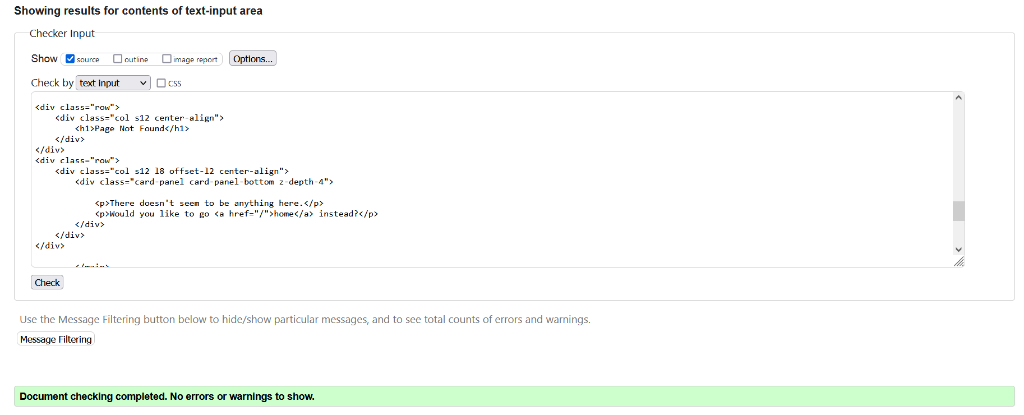 Showing results for contents of text-input area
Checker Input
Show source outline image report Options...
Check by text input css
<div class="row">
<div class="col s12 center-align">
<h1>Page Not Found</h1>
</div>
</div>
<div class="row">
<div class="col s12 l8 offset-l2 center-align">
<div class="card-panel card-panel-bottom z-depth-4">
<p>There doesn't seem to be anything here.</p>
<p>Would you like to go <a href="/">home</a> instead?</p>
</div>
</div>
</div>
Check
Use the Message Filtering button below to hide/show particular messages, and to see total counts of errors and warnings.
Message Filtering
Document checking completed. No errors or warnings to show.